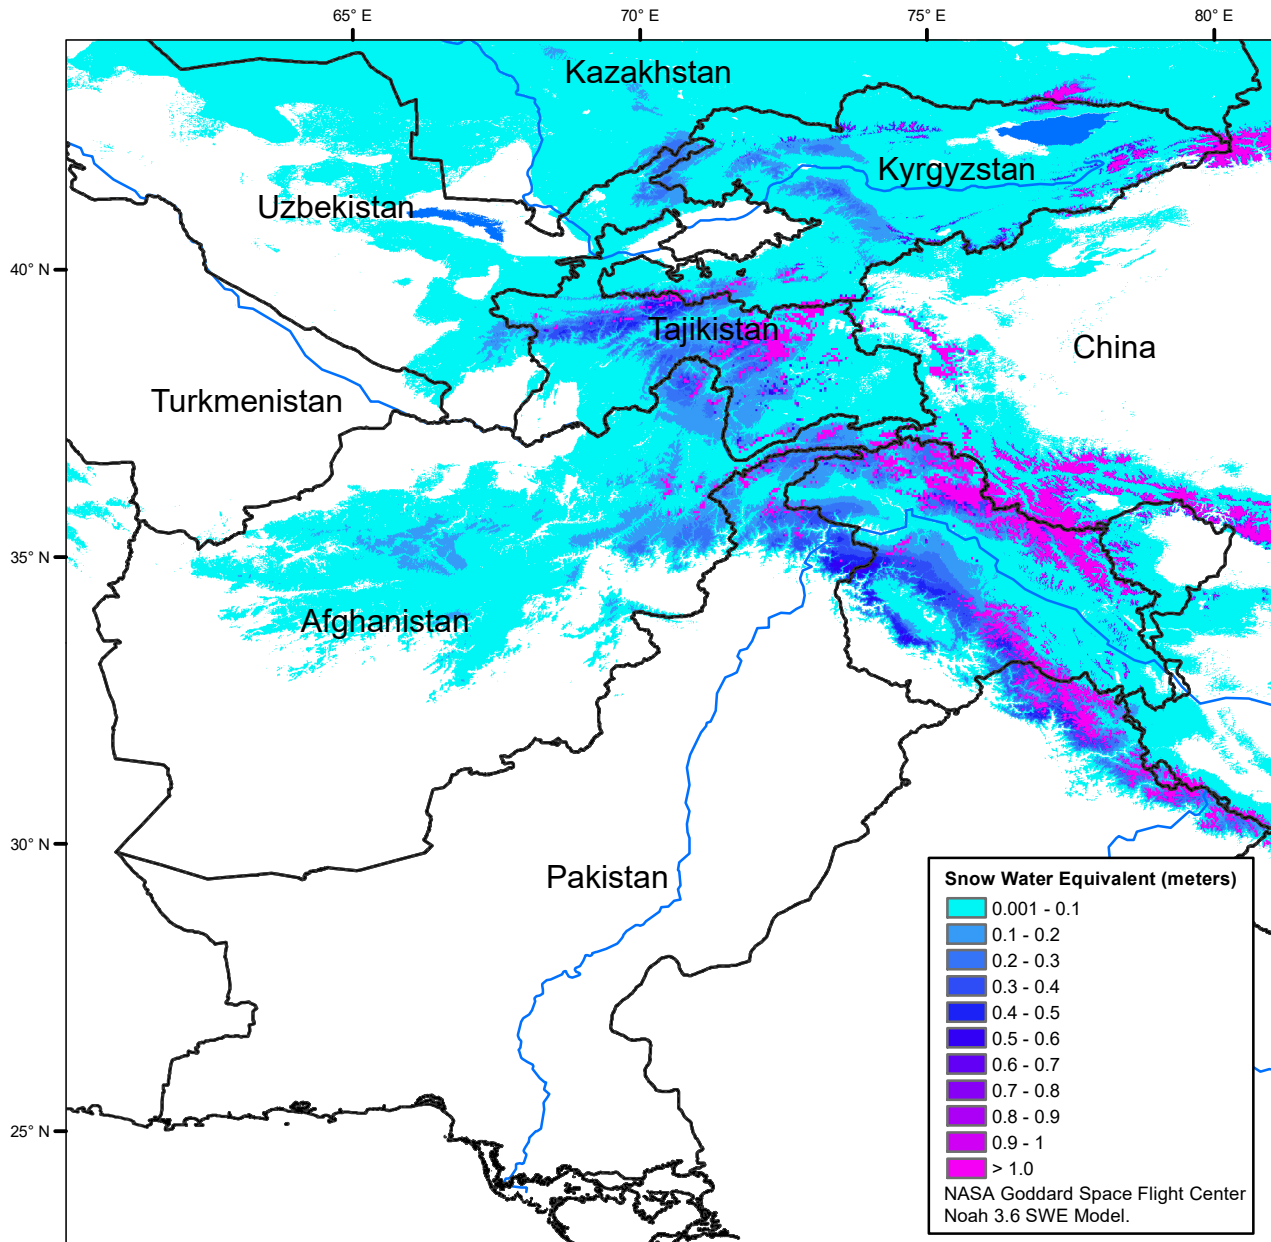 65° E
70° E
75° E
80° E
Kazakhstan
Kyrgyzstan
Uzbekistan
40° N
Tajikistan
China
Turkmenistan
35° N
Afghanistan
30° N
Pakistan
25° N
Snow Water Equivalent (meters)
0.001 - 0.1
0.1 - 0.2
0.2 - 0.3
0.3 - 0.4
0.4 - 0.5
0.5 - 0.6
0.6 - 0.7
0.7 - 0.8
0.8 - 0.9
0.9 - 1
> 1.0
NASA Goddard Space Flight Center
Noah 3.6 SWE Model.